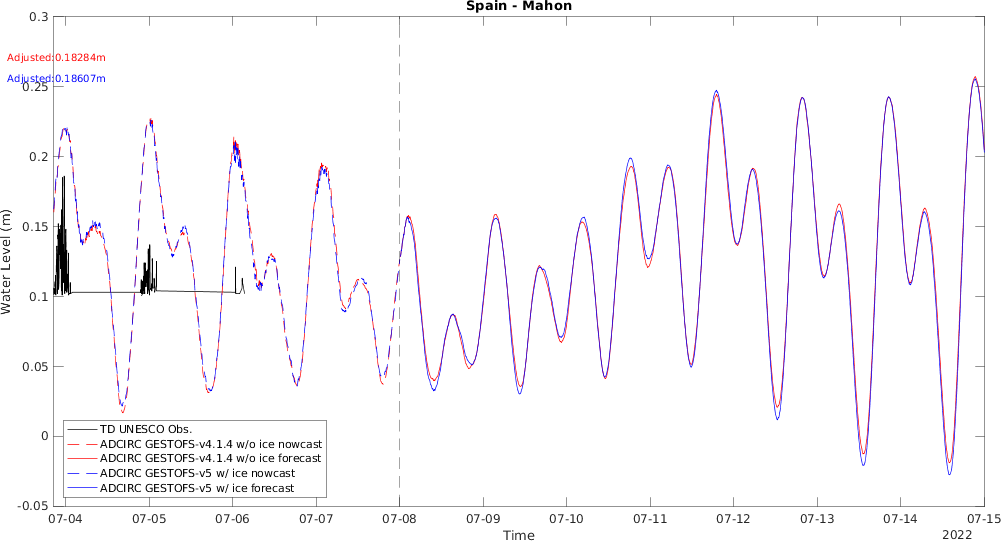 Spain - Mahon
0.3
Adjusted:0.18284m
Adjusted:0.18607m
0.25
0.2
0.15
0.1
0.05
0
-0.05
Water Level (m)
TD UNESCO Obs.
ADCIRC GESTOFS-v4.1.4 w/o ice nowcast
ADCIRC GESTOFS-v4.1.4 w/o ice forecast
ADCIRC GESTOFS-v5 w/ ice nowcast
ADCIRC GESTOFS-v5 w/ ice forecast
07-04 07-05 07-06 07-07 07-08 07-09 07-10 07-11 07-12 07-13 07-14 07-15
Time
2022